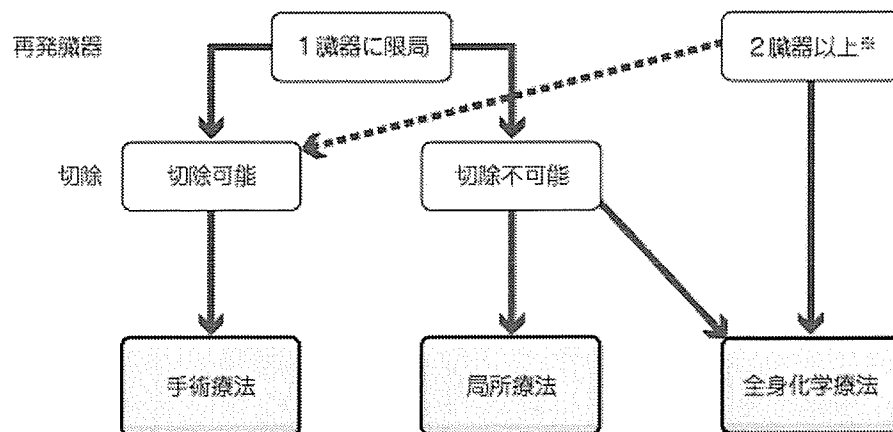 再発臓器
1臓器に限局
2臓器以上※
切除
切除可能
切除不可能
手術療法
局所療法
全身化学療法